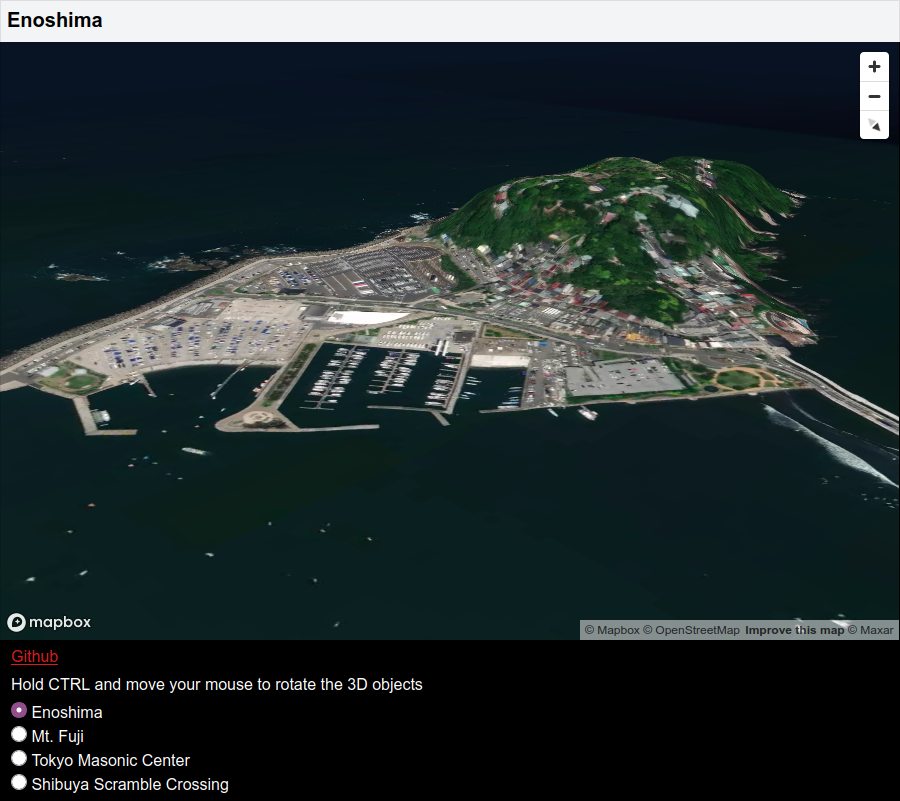 Enoshima
mapbox
© Mapbox © OpenStreetMap Improve this map © Maxar
Github
Hold CTRL and move your mouse to rotate the 3D objects
Enoshima
Mt. Fuji
Tokyo Masonic Center
Shibuya Scramble Crossing